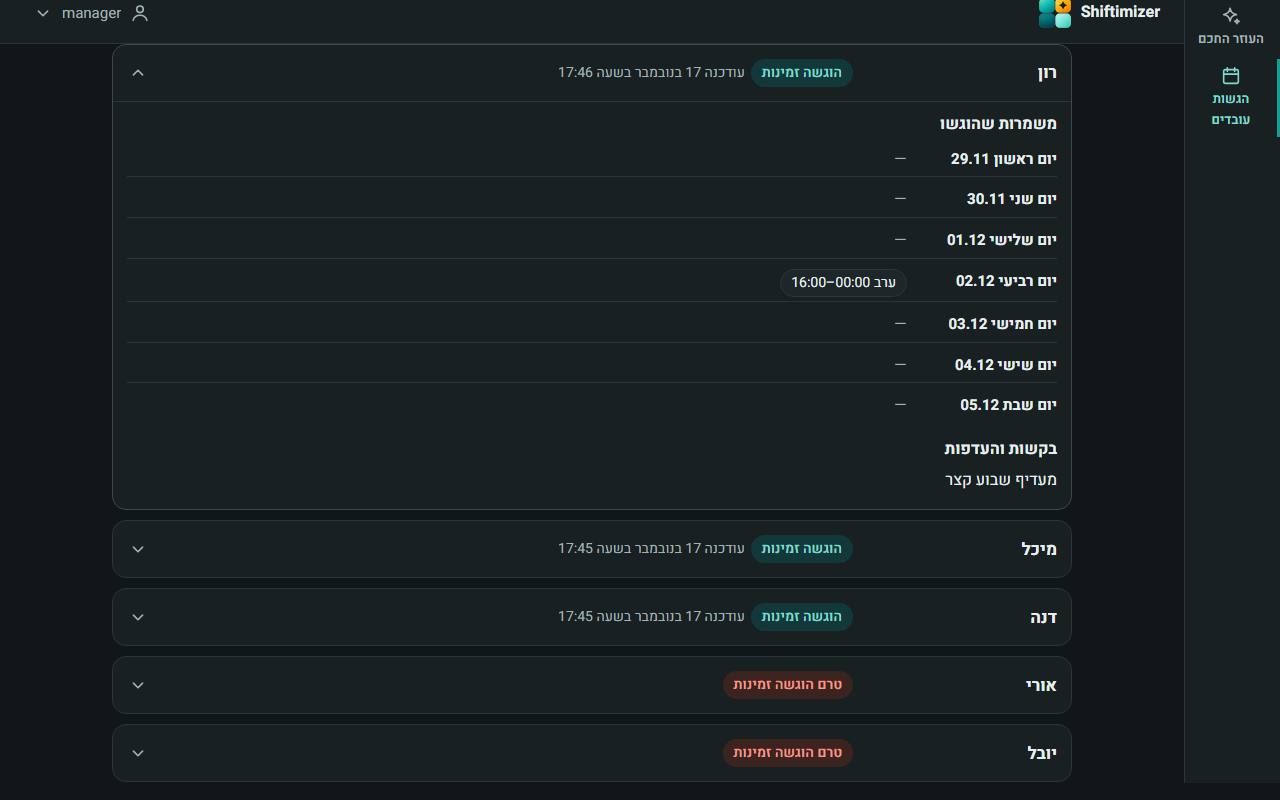 Shiftimizer
manager
העוזר החכם
הגשות
עובדים
רון
הוגשה זמינות
עודכנה 17 בנובמבר בשעה 17:46
משמרות שהוגשו
יום ראשון 29.11 —
יום שני 30.11 —
יום שלישי 01.12 —
יום רביעי 02.12 ערב 16:00–00:00
יום חמישי 03.12 —
יום שישי 04.12 —
יום שבת 05.12 —
בקשות והעדפות
מעדיף שבוע קצר
מיכל
הוגשה זמינות
עודכנה 17 בנובמבר בשעה 17:45
דנה
הוגשה זמינות
עודכנה 17 בנובמבר בשעה 17:45
אורי
טרם הוגשה זמינות
יובל
טרם הוגשה זמינות